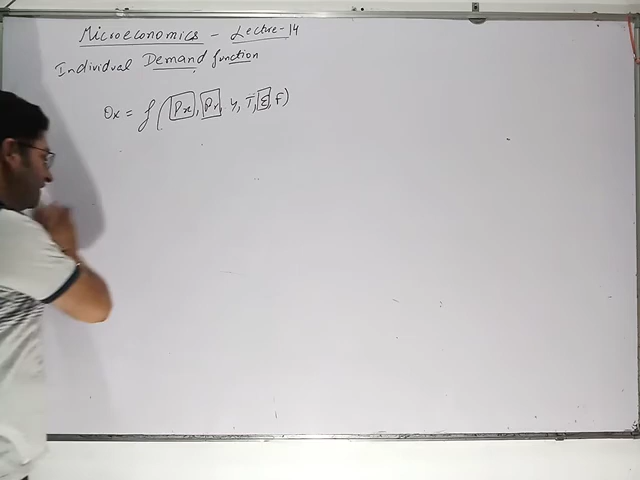 Microeconomics - Lecture-14
Individual Demand function
Dx = f(Px, Pr, Y, T, E, F)